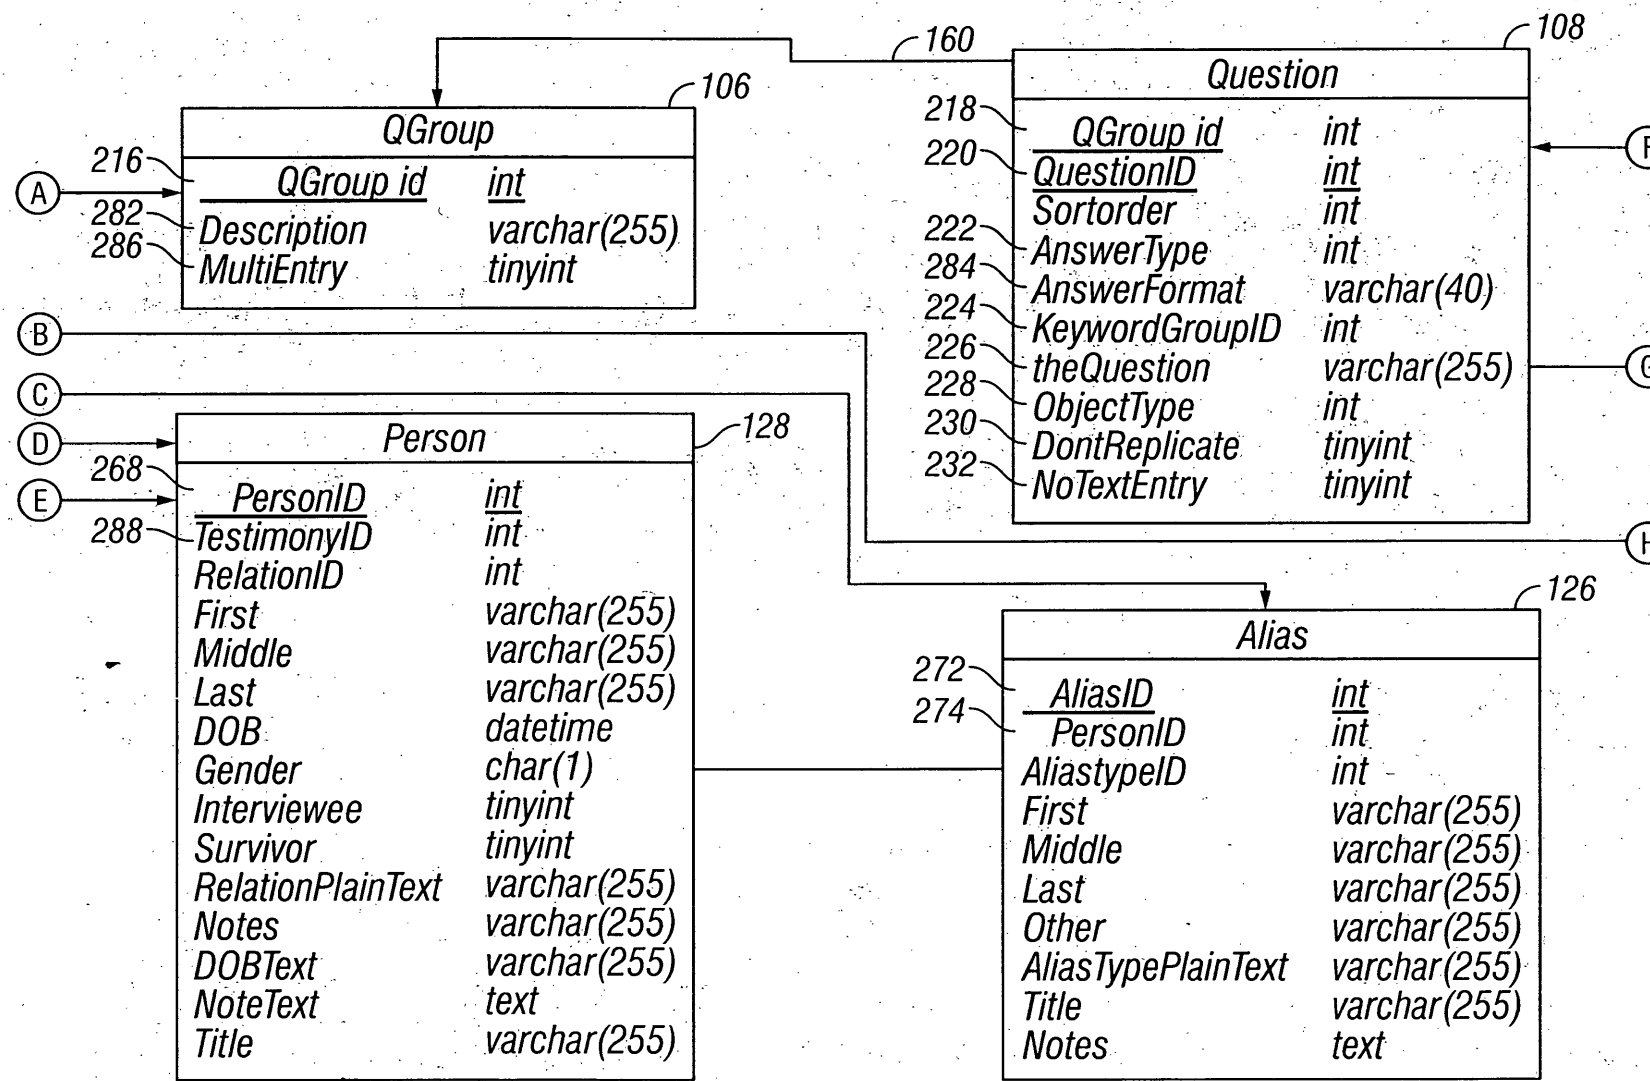 160
108
Question
218 QGroup id int
220 QuestionID int
Sortorder int
222 AnswerType int
284 AnswerFormat varchar(40)
224 KeywordGroupID int
226 theQuestion varchar(255)
228 ObjectType int
230 DontReplicate tinyint
232 NoTextEntry tinyint
F
G
H
106
QGroup
A
216 QGroup id int
282 Description varchar(255)
286 MultiEntry tinyint
B
C
D
E
128
Person
268 PersonID int
288 TestimonyID int
RelationID int
First varchar(255)
Middle varchar(255)
Last varchar(255)
DOB datetime
Gender char(1)
Interviewee tinyint
Survivor tinyint
RelationPlainText varchar(255)
Notes varchar(255)
DOBText varchar(255)
NoteText text
Title varchar(255)
126
Alias
272 AliasID int
274 PersonID int
AliastypeID int
First varchar(255)
Middle varchar(255)
Last varchar(255)
Other varchar(255)
AliasTypePlainText varchar(255)
Title varchar(255)
Notes text